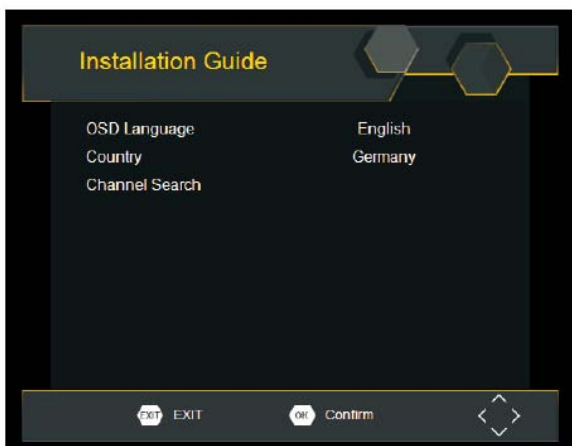 Installation Guide
OSD Language English
Country Germany
Channel Search
EXIT EXIT OK Confirm